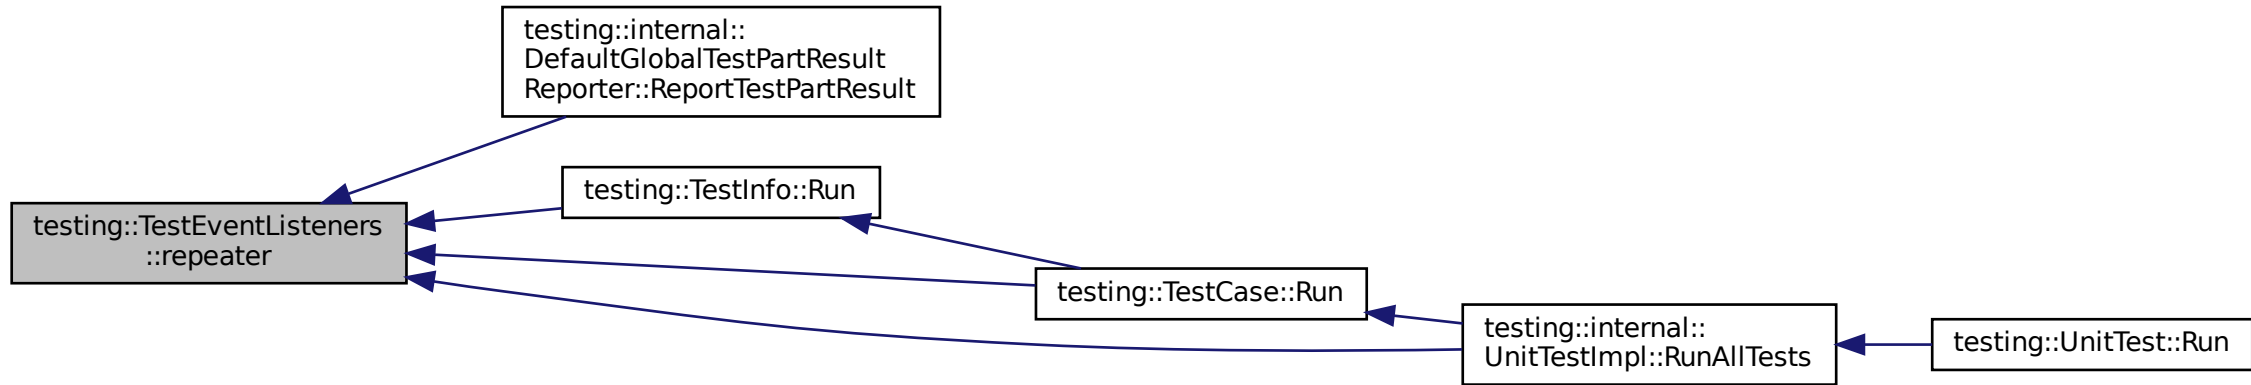 testing::internal::
DefaultGlobalTestPartResult
Reporter::ReportTestPartResult
testing::TestInfo::Run
testing::TestEventListeners
::repeater
testing::TestCase::Run
testing::internal::
UnitTestImpl::RunAllTests
testing::UnitTest::Run